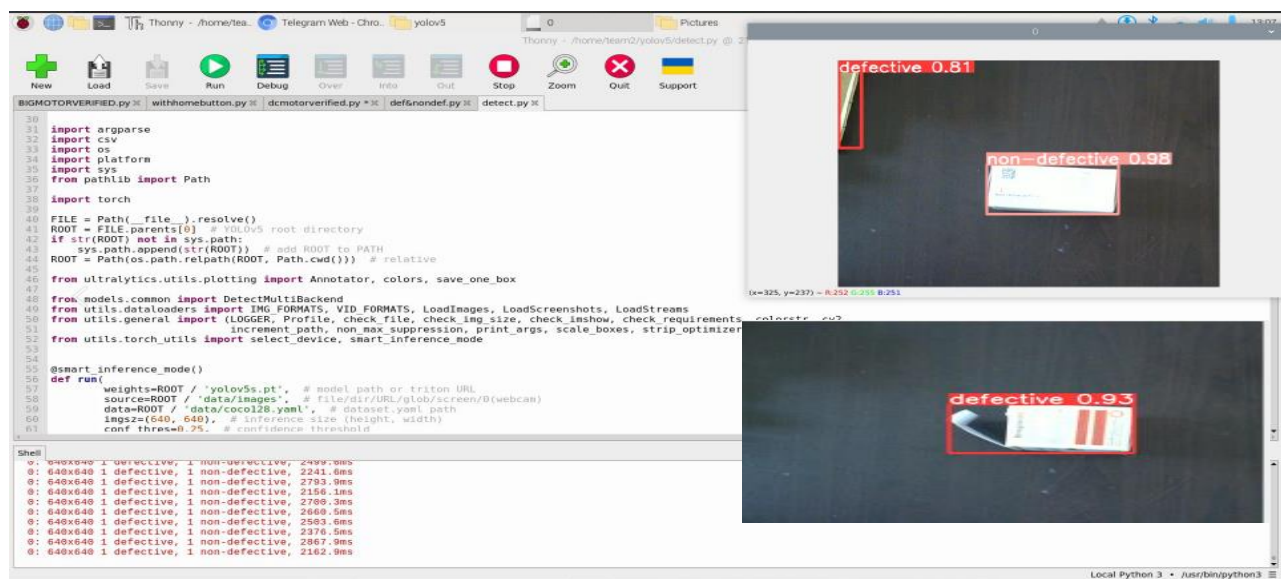 Thonny - /home/tea..
Telegram Web - Chro..
yolov5
0
Pictures
13:07
Thonny - /home/team2/yolov5/detect.py @
0
New Load Save Run Debug Over Into Out Stop Zoom Quit Support
BIGMOTORVERIFIED.py
withhomebutton.py
dcmotorverified.py *
def&nondef.py
detect.py
30
31 import argparse
32 import csv
33 import os
34 import platform
35 import sys
36 from pathlib import Path
37
38 import torch
39
40 FILE = Path(__file__).resolve()
41 ROOT = FILE.parents[0]  # YOLOv5 root directory
42 if str(ROOT) not in sys.path:
43     sys.path.append(str(ROOT))  # add ROOT to PATH
44 ROOT = Path(os.path.relpath(ROOT, Path.cwd()))  # relative
45
46 from ultralytics.utils.plotting import Annotator, colors, save_one_box
47
48 from models.common import DetectMultiBackend
49 from utils.dataloaders import IMG_FORMATS, VID_FORMATS, LoadImages, LoadScreenshots, LoadStreams
50 from utils.general import (LOGGER, Profile, check_file, check_img_size, check_imshow, check_requirements, colorstr, cv2,
51                            increment_path, non_max_suppression, print_args, scale_boxes, strip_optimizer
52 from utils.torch_utils import select_device, smart_inference_mode
53
54
55 @smart_inference_mode()
56 def run(
57         weights=ROOT / 'yolov5s.pt',  # model path or triton URL
58         source=ROOT / 'data/images',  # file/dir/URL/glob/screen/0(webcam)
59         data=ROOT / 'data/coco128.yaml',  # dataset.yaml path
60         imgsz=(640, 640),  # inference size (height, width)
61         conf_thres=0.25,  # confidence threshold
defective 0.81
non-defective 0.98
(x=325, y=237) ~ R:252 G:255 B:251
defective 0.93
Shell
0: 640x640 1 defective, 1 non-defective, 2499.6ms
0: 640x640 1 defective, 1 non-defective, 2241.6ms
0: 640x640 1 defective, 1 non-defective, 2793.9ms
0: 640x640 1 defective, 1 non-defective, 2156.1ms
0: 640x640 1 defective, 1 non-defective, 2700.3ms
0: 640x640 1 defective, 1 non-defective, 2660.5ms
0: 640x640 1 defective, 1 non-defective, 2503.6ms
0: 640x640 1 defective, 1 non-defective, 2376.5ms
0: 640x640 1 defective, 1 non-defective, 2867.9ms
0: 640x640 1 defective, 1 non-defective, 2162.9ms
Local Python 3 • /usr/bin/python3